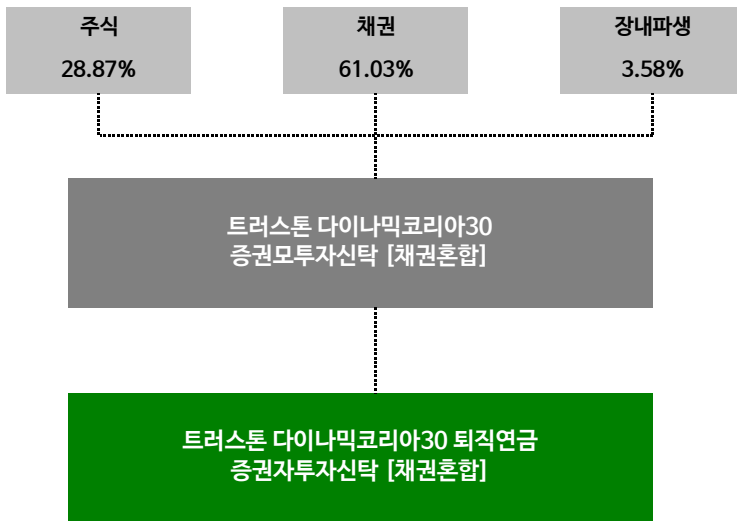 주식
28.87%
채권
61.03%
장내파생
3.58%
트러스톤 다이나믹코리아30
증권모투자신탁 [채권혼합]
트러스톤 다이나믹코리아30 퇴직연금
증권자투자신탁 [채권혼합]